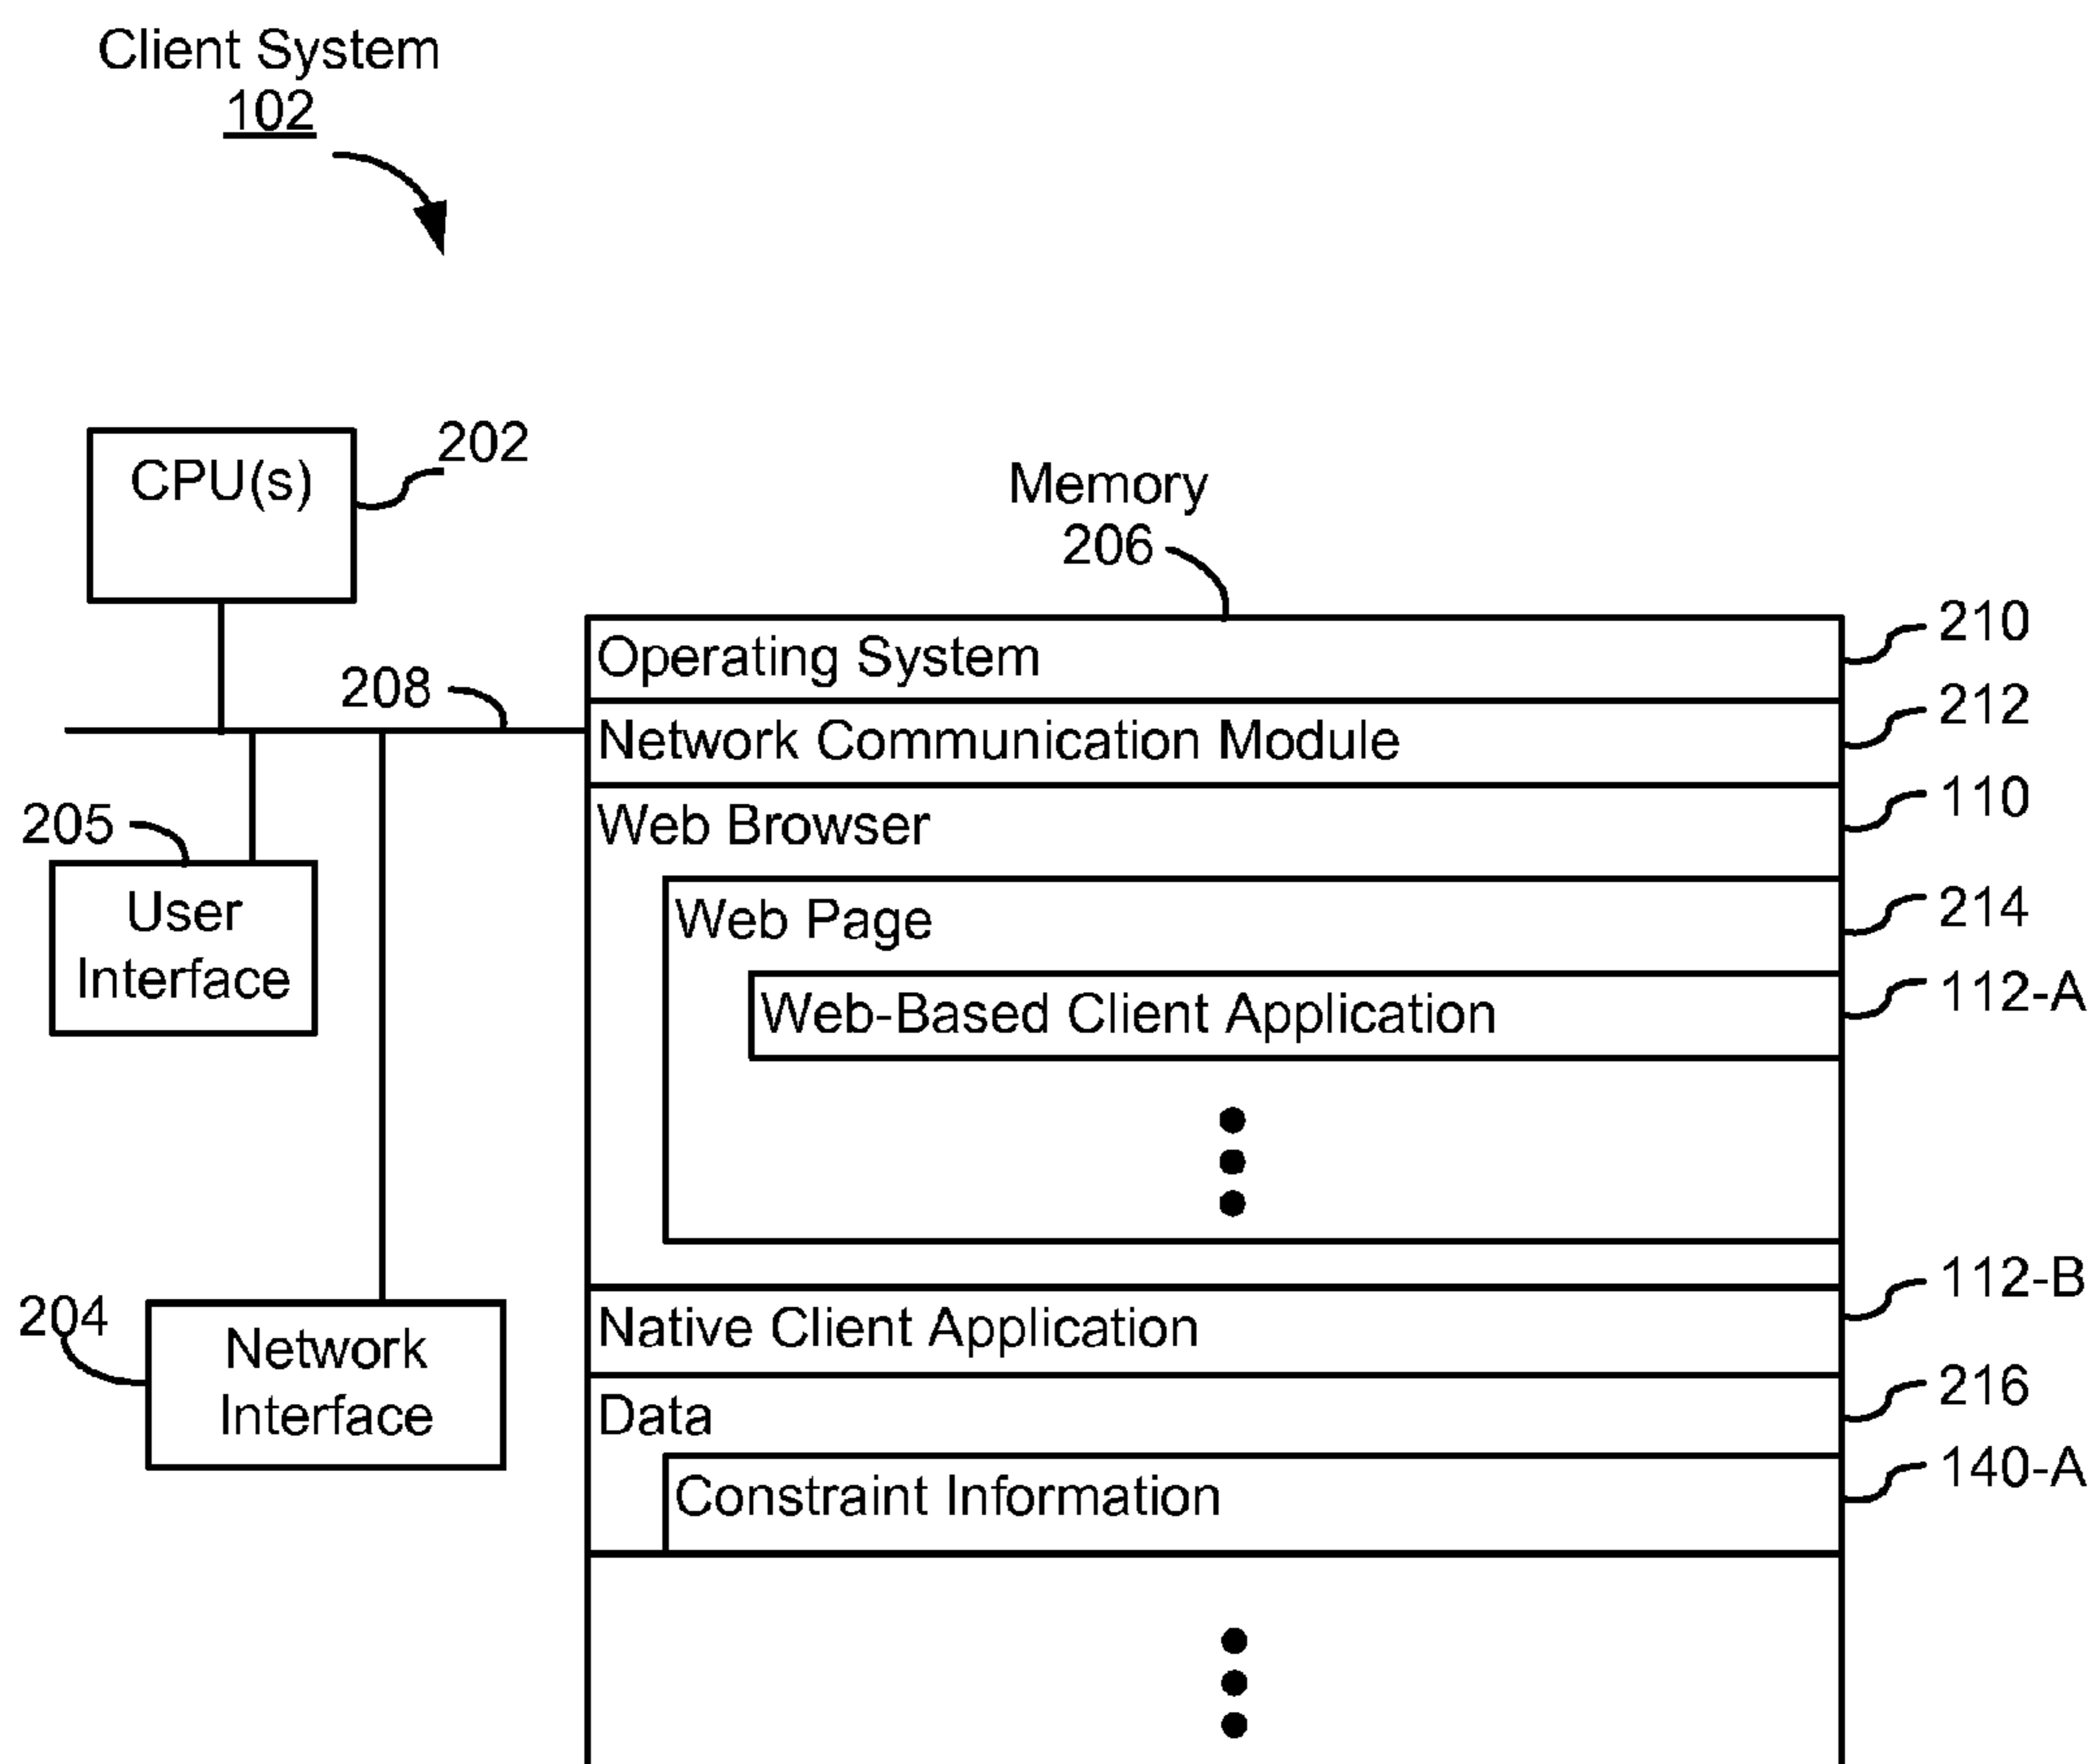 Client System
102
CPU(s)
202
Memory
206
208
205
User
Interface
204
Network
Interface
Operating System
210
Network Communication Module
212
Web Browser
110
Web Page
214
Web-Based Client Application
112-A
Native Client Application
112-B
Data
216
Constraint Information
140-A